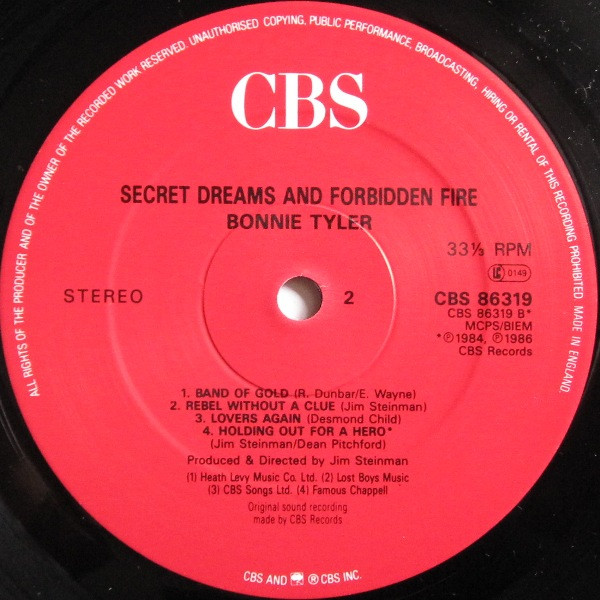 ALL RIGHTS OF THE PRODUCER AND OF THE OWNER OF THE RECORDED WORK RESERVED. UNAUTHORISED COPYING, PUBLIC PERFORMANCE, BROADCASTING, HIRING OR RENTAL OF THIS RECORDING PROHIBITED. MADE IN ENGLAND.
CBS
SECRET DREAMS AND FORBIDDEN FIRE
BONNIE TYLER
33⅓ RPM
LC 0149
STEREO
2
CBS 86319
CBS 86319 B*
MCPS/BIEM
*℗1984, ℗1986
CBS Records
1. BAND OF GOLD (R. Dunbar/E. Wayne)
2. REBEL WITHOUT A CLUE (Jim Steinman)
3. LOVERS AGAIN (Desmond Child)
4. HOLDING OUT FOR A HERO*
(Jim Steinman/Dean Pitchford)
Produced & Directed by Jim Steinman
(1) Heath Levy Music Co. Ltd. (2) Lost Boys Music
(3) CBS Songs Ltd. (4) Famous Chappell
Original sound recording
made by CBS Records
CBS AND ® CBS INC.